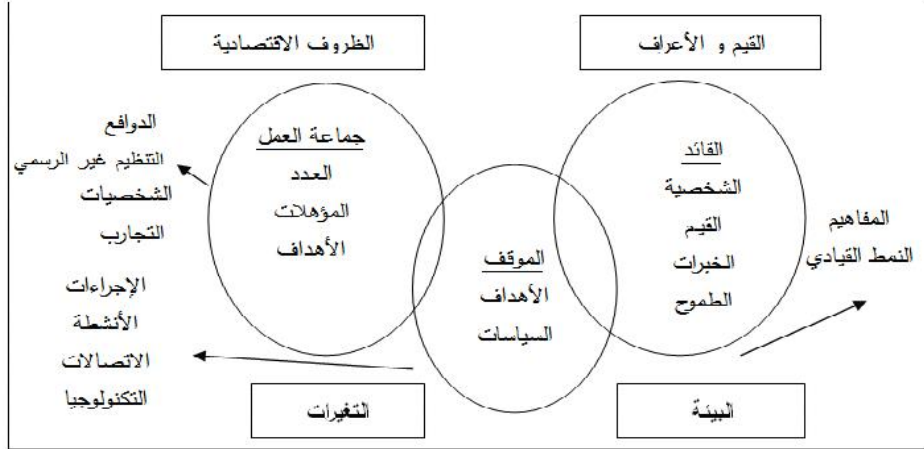 القيم و الأعراف
الظروف الاقتصادية
القائد
الشخصية
القيم
الخبرات
الطموح
المفاهيم
النمط القيادي
الموقف
الأهداف
السياسات
جماعة العمل
العدد
المؤهلات
الأهداف
الدوافع
التنظيم غير الرسمي
الشخصيات
التجارب
الإجراءات
الأنشطة
الاتصالات
التكنولوجيا
البيئة
التغيرات